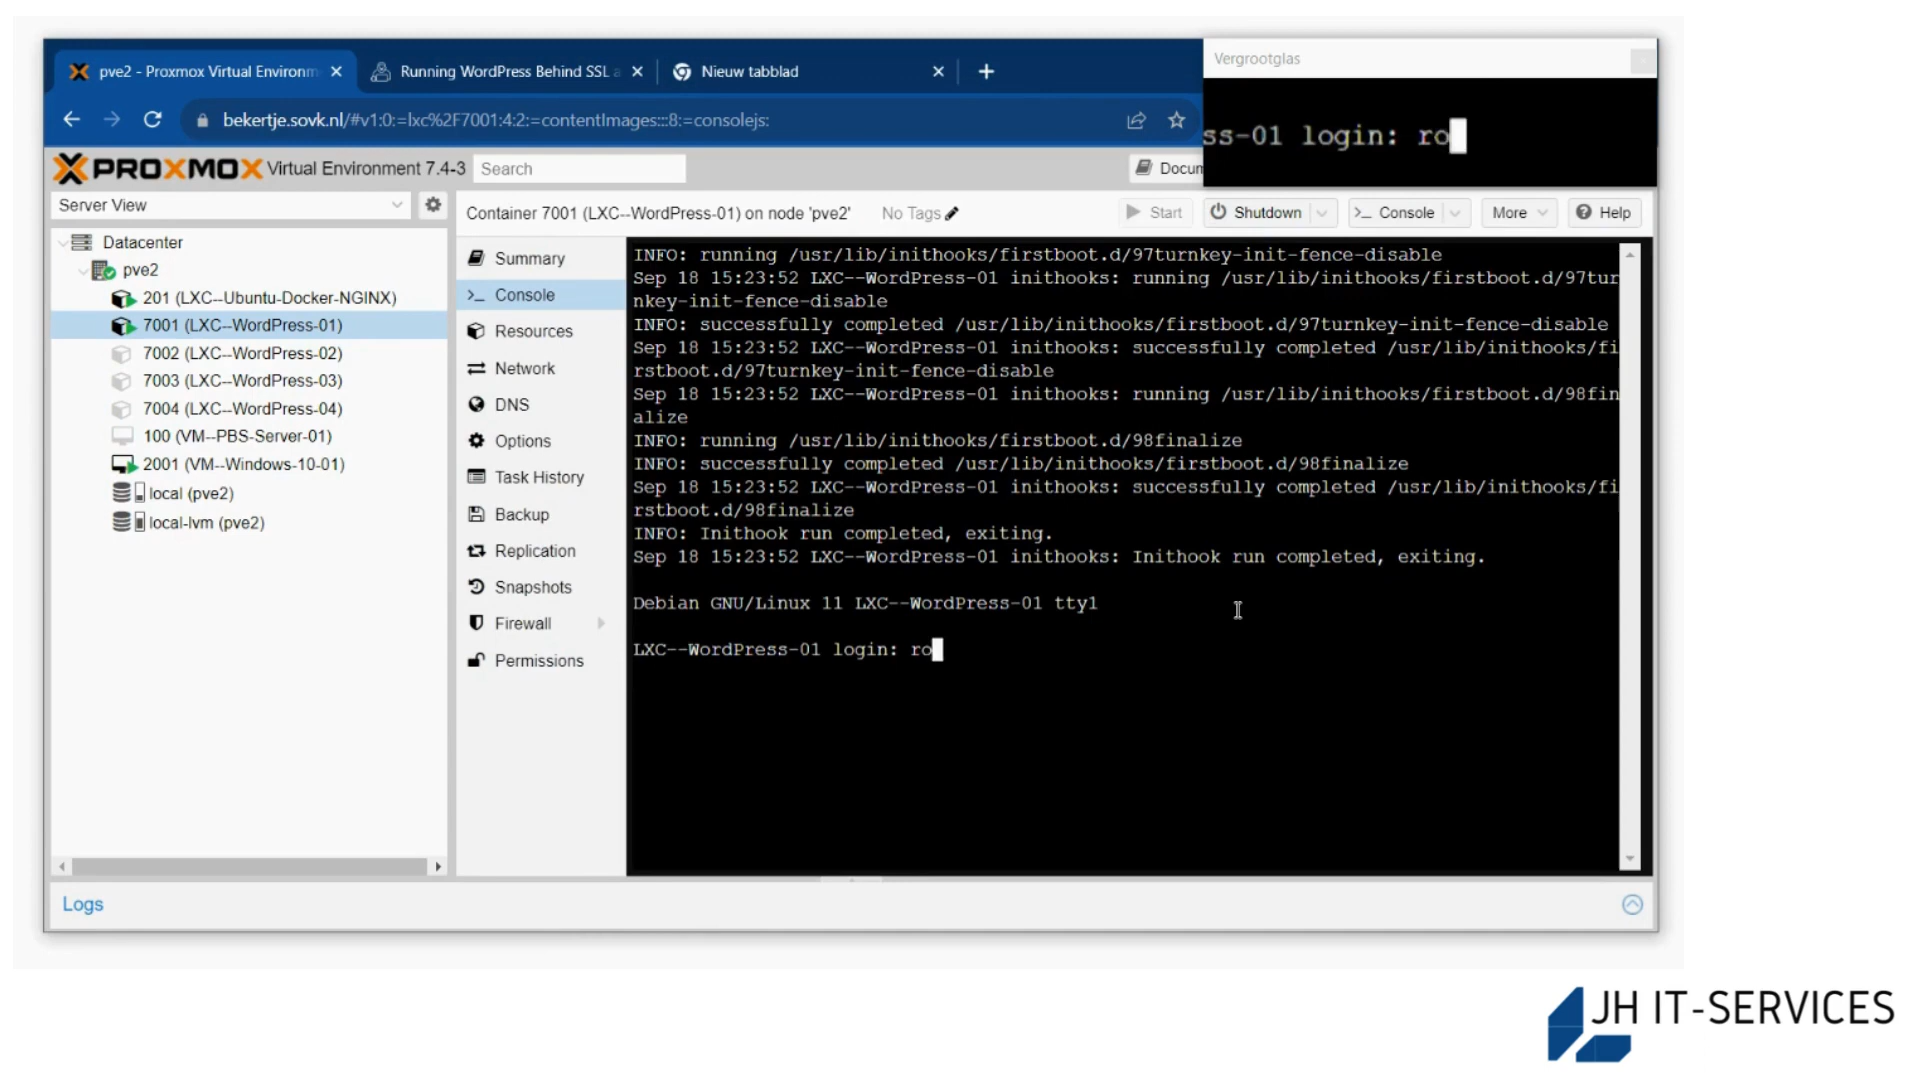 pve2 - Proxmox Virtual Environm
Running WordPress Behind SSL a
Nieuw tabblad
Vergrootglas
bekertje.sovk.nl/#v1:0:=lxc%2F7001:4:2:=contentImages:::8:=consolejs:
ss-01 login: ro
PROXMOX Virtual Environment 7.4-3
Search
Docum
Server View
Container 7001 (LXC--WordPress-01) on node 'pve2'
No Tags
Start
Shutdown
>_ Console
More
Help
Datacenter
pve2
201 (LXC--Ubuntu-Docker-NGINX)
7001 (LXC--WordPress-01)
7002 (LXC--WordPress-02)
7003 (LXC--WordPress-03)
7004 (LXC--WordPress-04)
100 (VM--PBS-Server-01)
2001 (VM--Windows-10-01)
local (pve2)
local-lvm (pve2)
Summary
>_ Console
Resources
Network
DNS
Options
Task History
Backup
Replication
Snapshots
Firewall
Permissions
INFO: running /usr/lib/inithooks/firstboot.d/97turnkey-init-fence-disable
Sep 18 15:23:52 LXC--WordPress-01 inithooks: running /usr/lib/inithooks/firstboot.d/97tur
nkey-init-fence-disable
INFO: successfully completed /usr/lib/inithooks/firstboot.d/97turnkey-init-fence-disable
Sep 18 15:23:52 LXC--WordPress-01 inithooks: successfully completed /usr/lib/inithooks/fi
rstboot.d/97turnkey-init-fence-disable
Sep 18 15:23:52 LXC--WordPress-01 inithooks: running /usr/lib/inithooks/firstboot.d/98fin
alize
INFO: running /usr/lib/inithooks/firstboot.d/98finalize
INFO: successfully completed /usr/lib/inithooks/firstboot.d/98finalize
Sep 18 15:23:52 LXC--WordPress-01 inithooks: successfully completed /usr/lib/inithooks/fi
rstboot.d/98finalize
INFO: Inithook run completed, exiting.
Sep 18 15:23:52 LXC--WordPress-01 inithooks: Inithook run completed, exiting.
Debian GNU/Linux 11 LXC--WordPress-01 tty1
LXC--WordPress-01 login: ro
Logs
JH IT-SERVICES